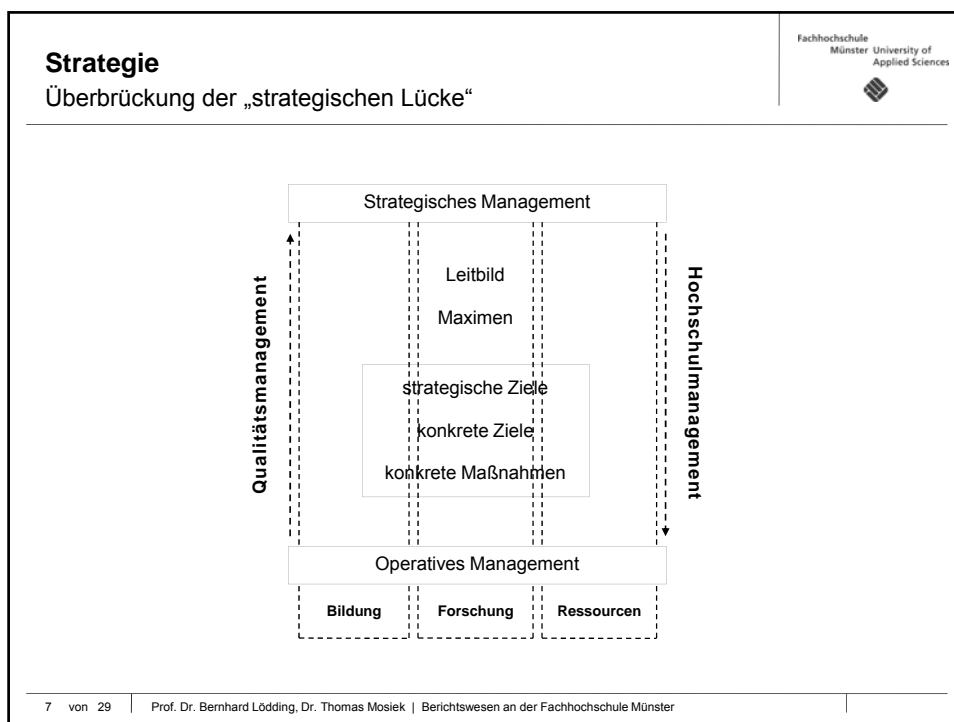 Strategie
Überbrückung der „strategischen Lücke“
Fachhochschule
Münster University of
Applied Sciences
Strategisches Management
Qualitätsmanagement
Leitbild
Maximen
strategische Ziele
konkrete Ziele
konkrete Maßnahmen
Hochschulmanagement
Operatives Management
Bildung
Forschung
Ressourcen
7 von 29 Prof. Dr. Bernhard Lödding, Dr. Thomas Mosiek | Berichtswesen an der Fachhochschule Münster